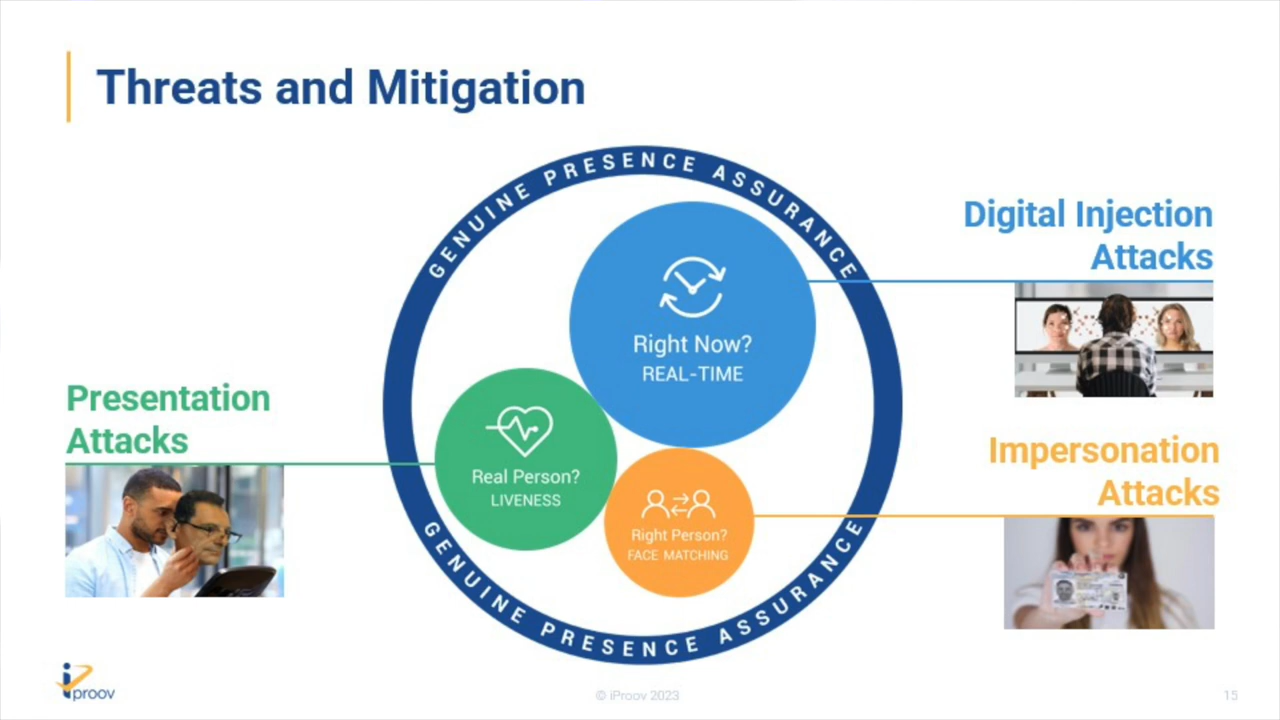 Threats and Mitigation
GENUINE PRESENCE ASSURANCE
Digital Injection
Attacks
Right Now?
REAL-TIME
Presentation
Attacks
Real Person?
LIVENESS
Impersonation
Attacks
Right Person?
FACE MATCHING
GENUINE PRESENCE ASSURANCE
iproov
© iProov 2023
15